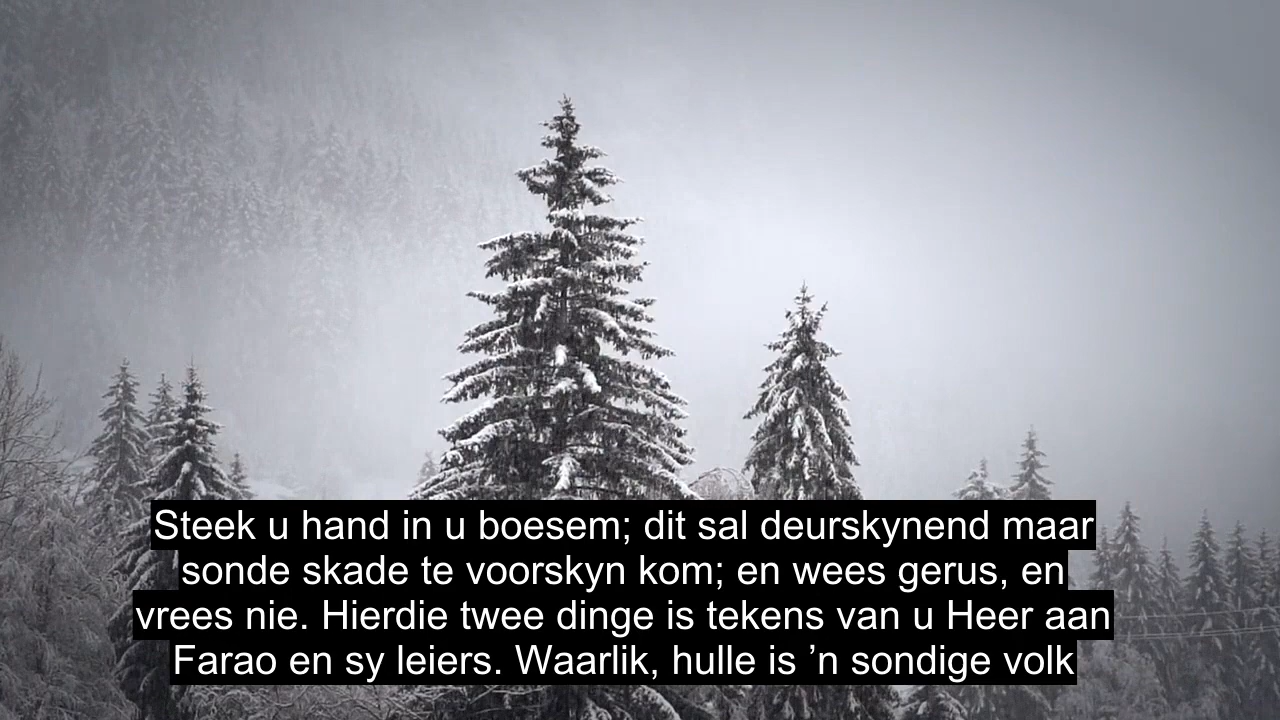 Steek u hand in u boesem; dit sal deurskynend maar
sonde skade te voorskyn kom; en wees gerus, en
vrees nie. Hierdie twee dinge is tekens van u Heer aan
Farao en sy leiers. Waarlik, hulle is ’n sondige volk